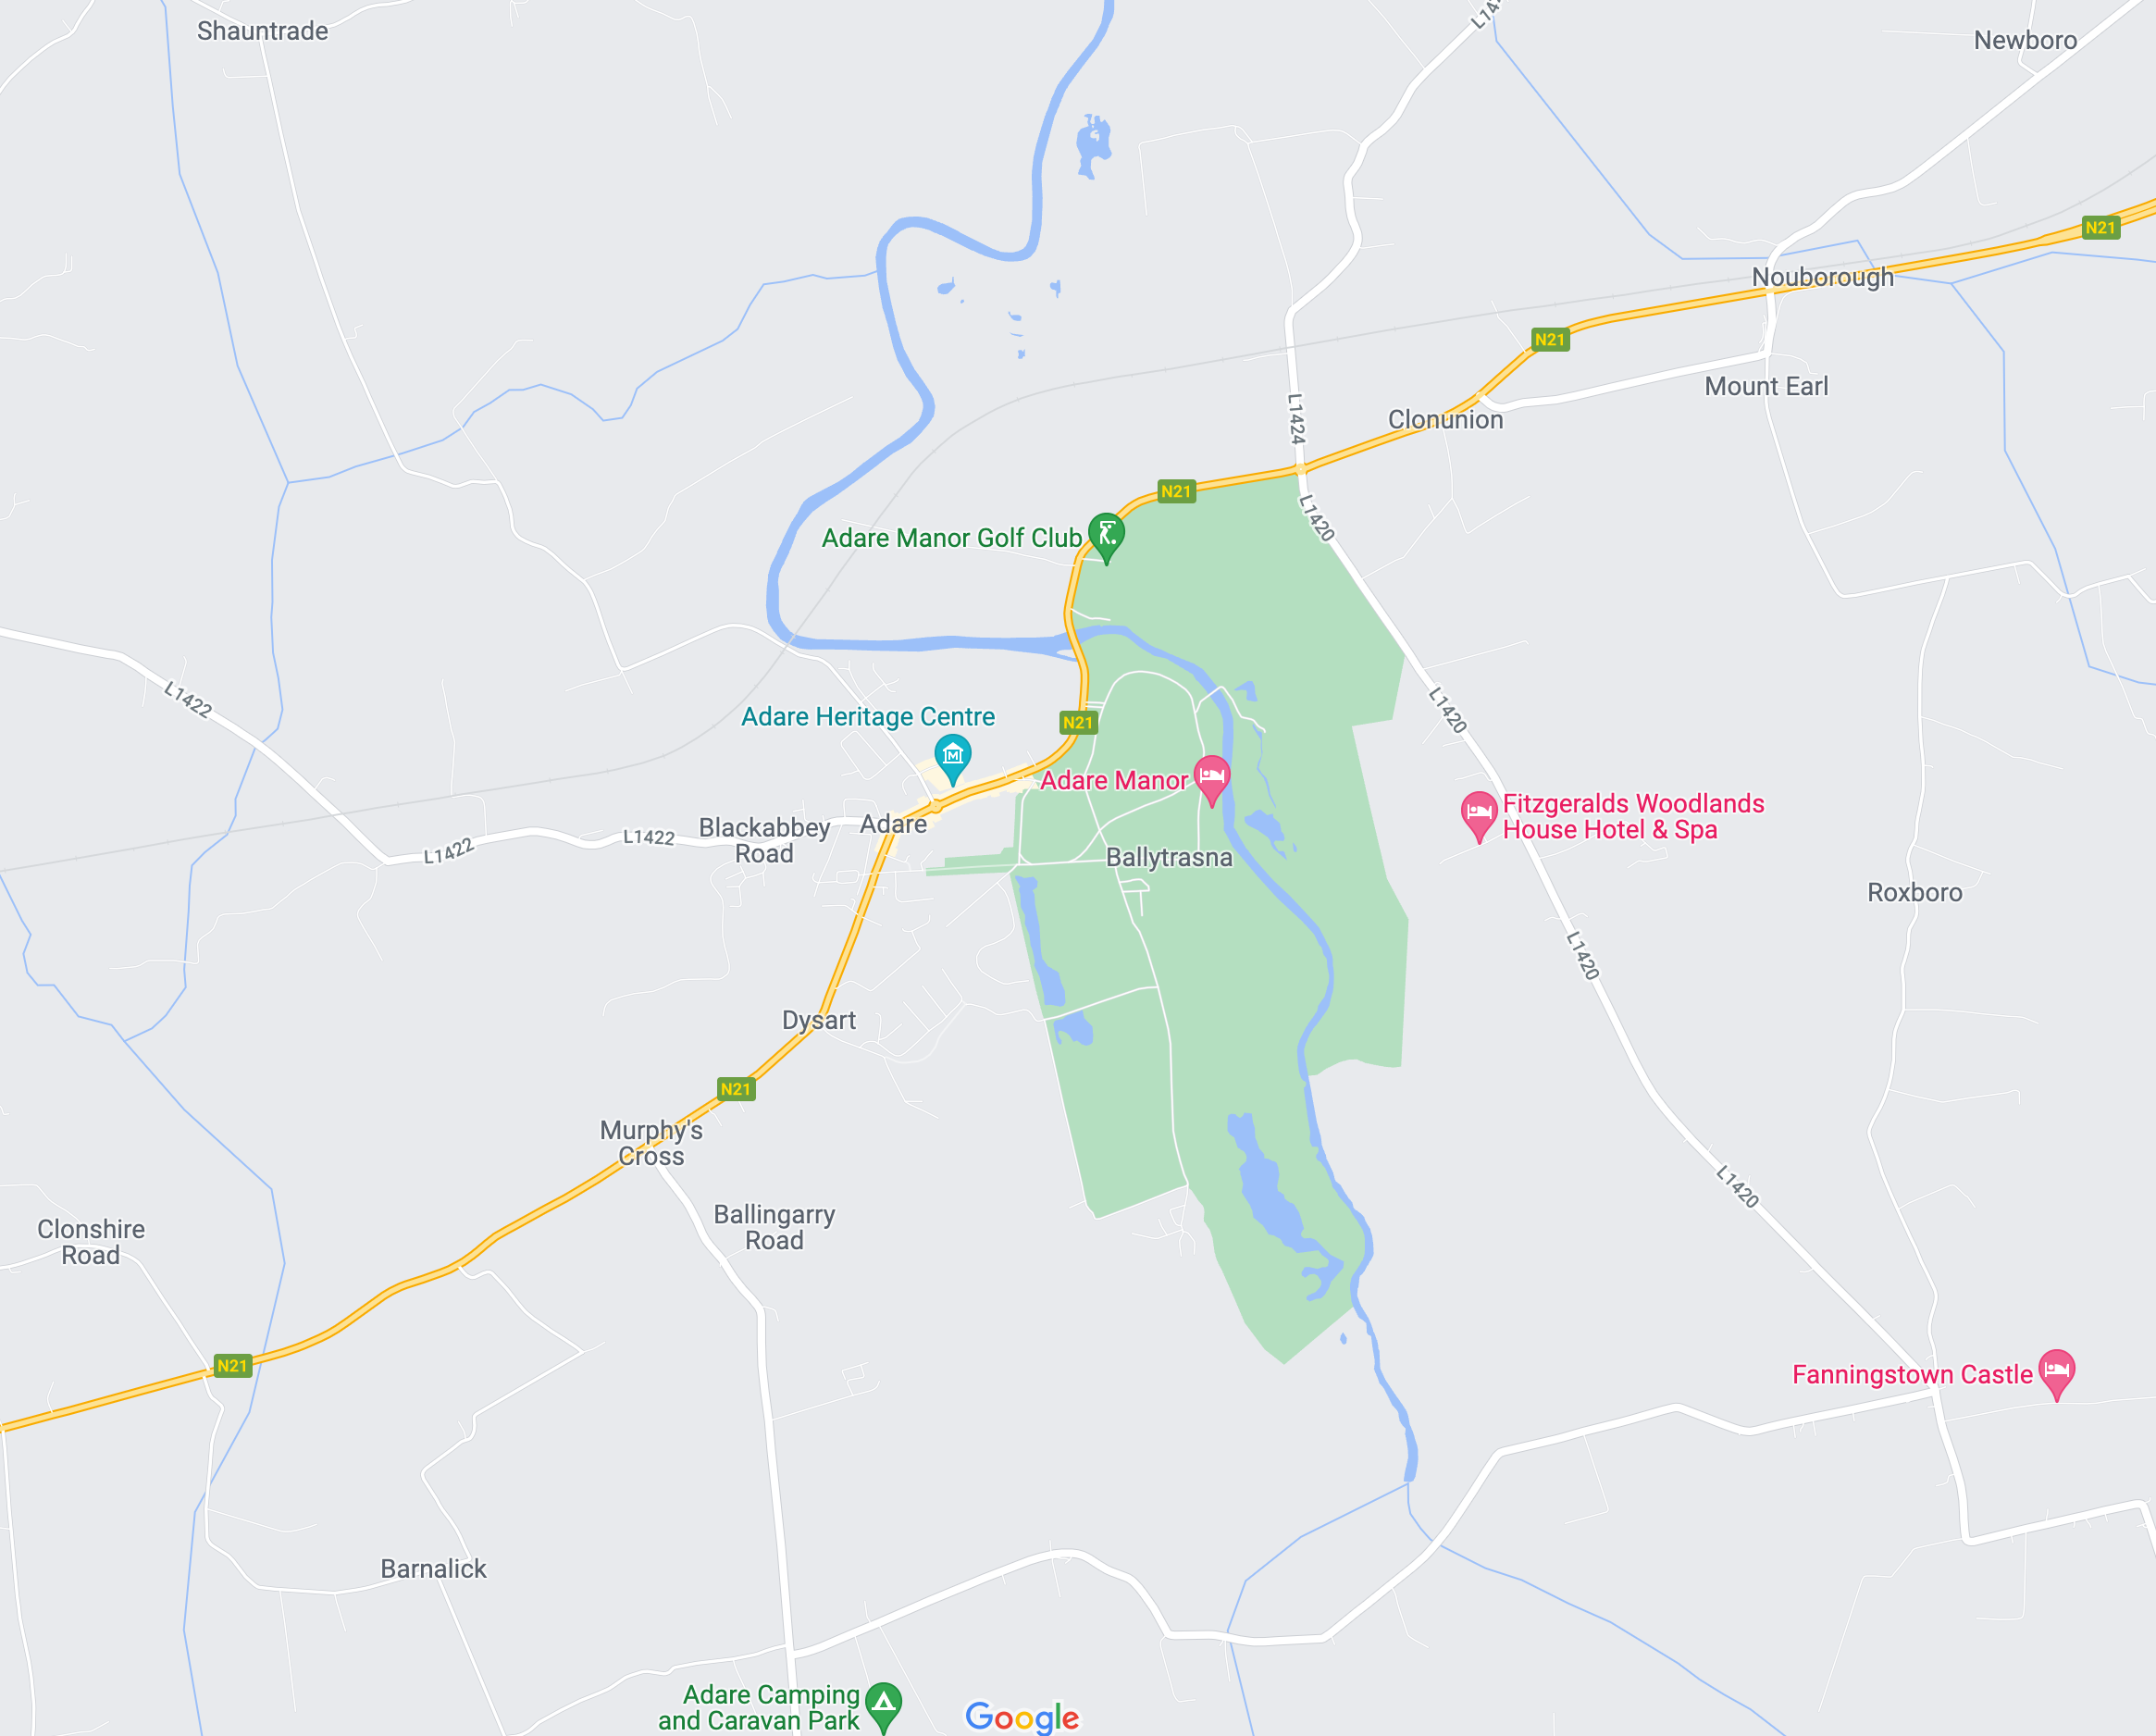 Shauntrade
L142
Newboro
N21
Nouborough
N21
Mount Earl
L1424
Clonunion
N21
L1420
Adare Manor Golf Club
L1422
L1420
Adare Heritage Centre
N21
Adare Manor
Fitzgeralds Woodlands
House Hotel & Spa
Blackabbey
Road
Adare
L1422
L1422
Ballytrasna
Roxboro
L1420
Dysart
N21
Murphy's
Cross
L1420
Clonshire
Road
Ballingarry
Road
N21
Fanningstown Castle
Barnalick
Adare Camping
and Caravan Park
Google